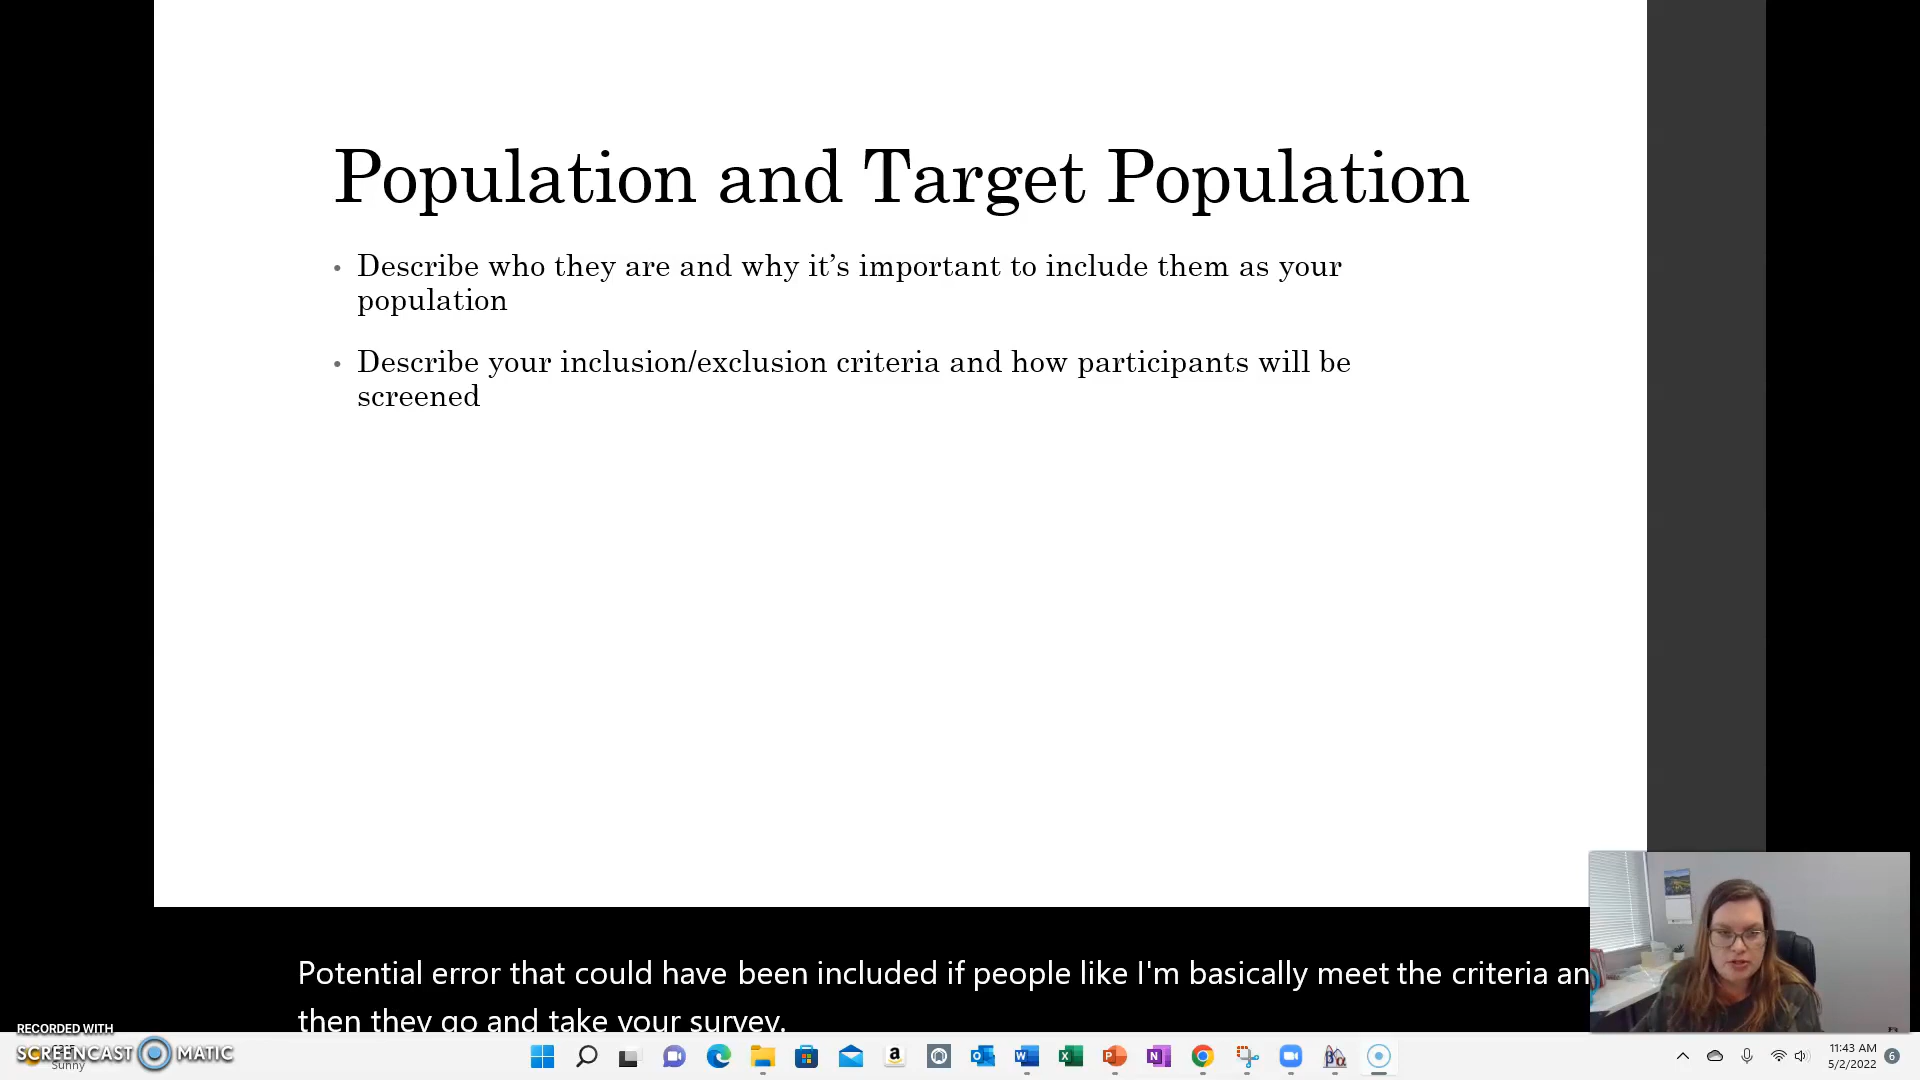 Population and Target Population
• Describe who they are and why it’s important to include them as your
population
• Describe your inclusion/exclusion criteria and how participants will be
screened
Potential error that could have been included if people like I'm basically meet the criteria an
then they go and take your survey.
RECORDED WITH
SCREENCAST MATIC
Sunny
11:43 AM
5/2/2022
6